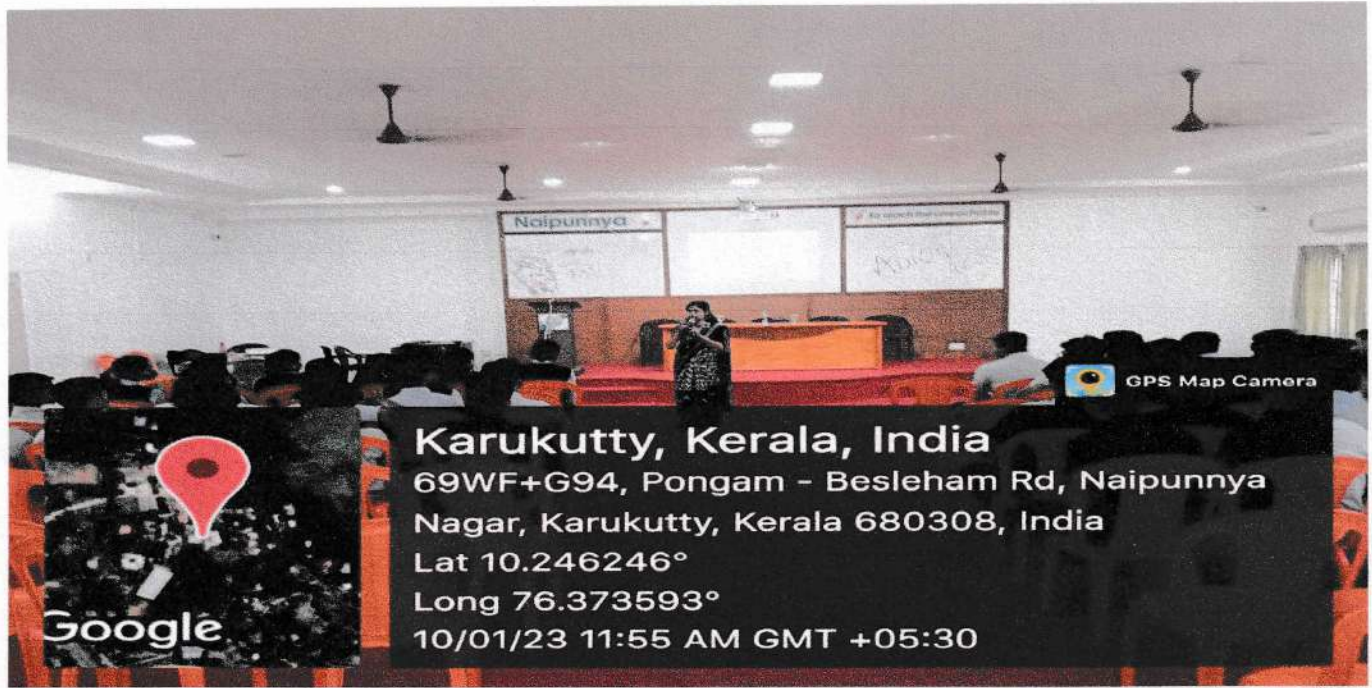 Naipunnya
GPS Map Camera
Karukutty, Kerala, India
69WF+G94, Pongam - Besleham Rd, Naipunnya
Nagar, Karukutty, Kerala 680308, India
Lat 10.246246°
Long 76.373593°
10/01/23 11:55 AM GMT +05:30
Google